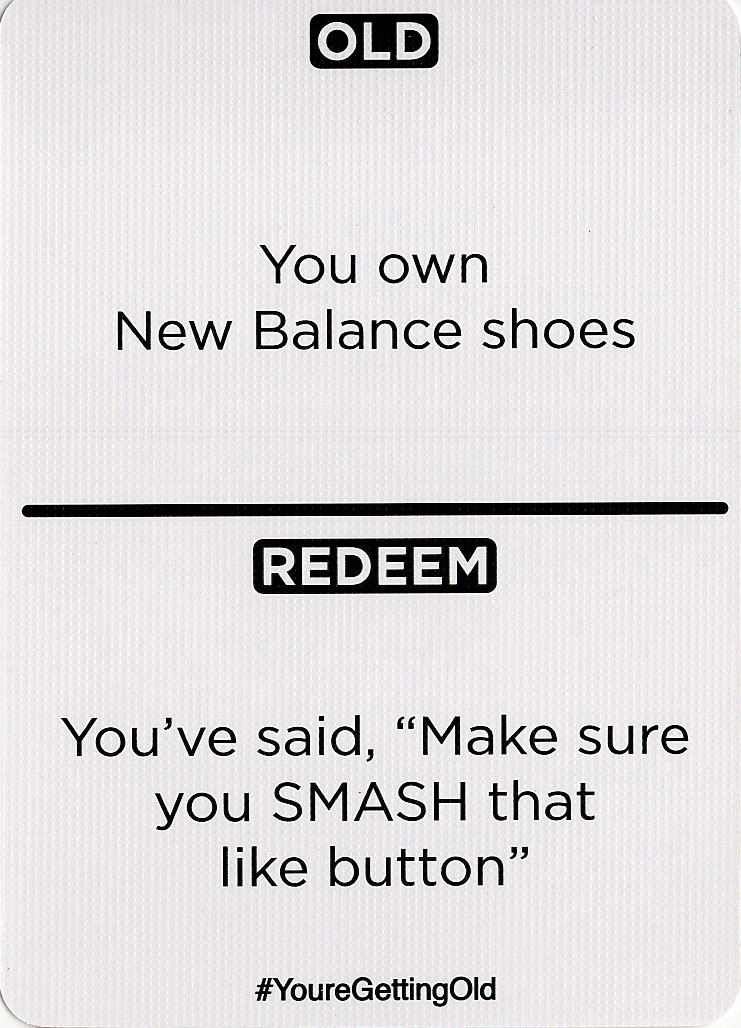 OLD
You own
New Balance shoes
REDEEM
You’ve said, “Make sure
you SMASH that
like button”
#YoureGettingOld